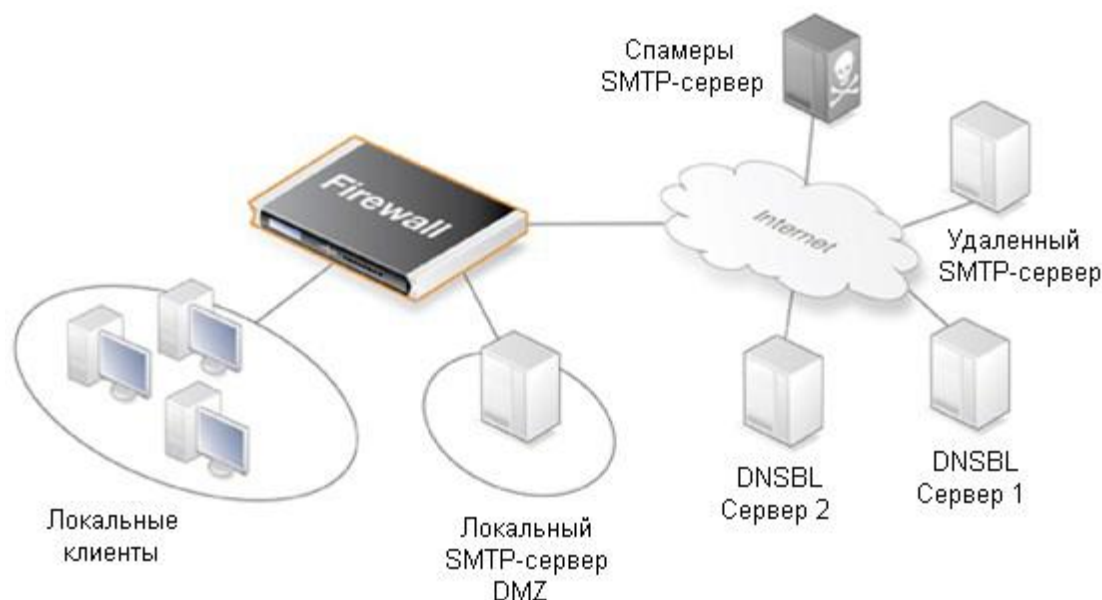 Спамеры
SMTP-сервер
Firewall
Internet
Удаленный
SMTP-сервер
DNSBL
Сервер 2
DNSBL
Сервер 1
Локальные
клиенты
Локальный
SMTP-сервер
DMZ